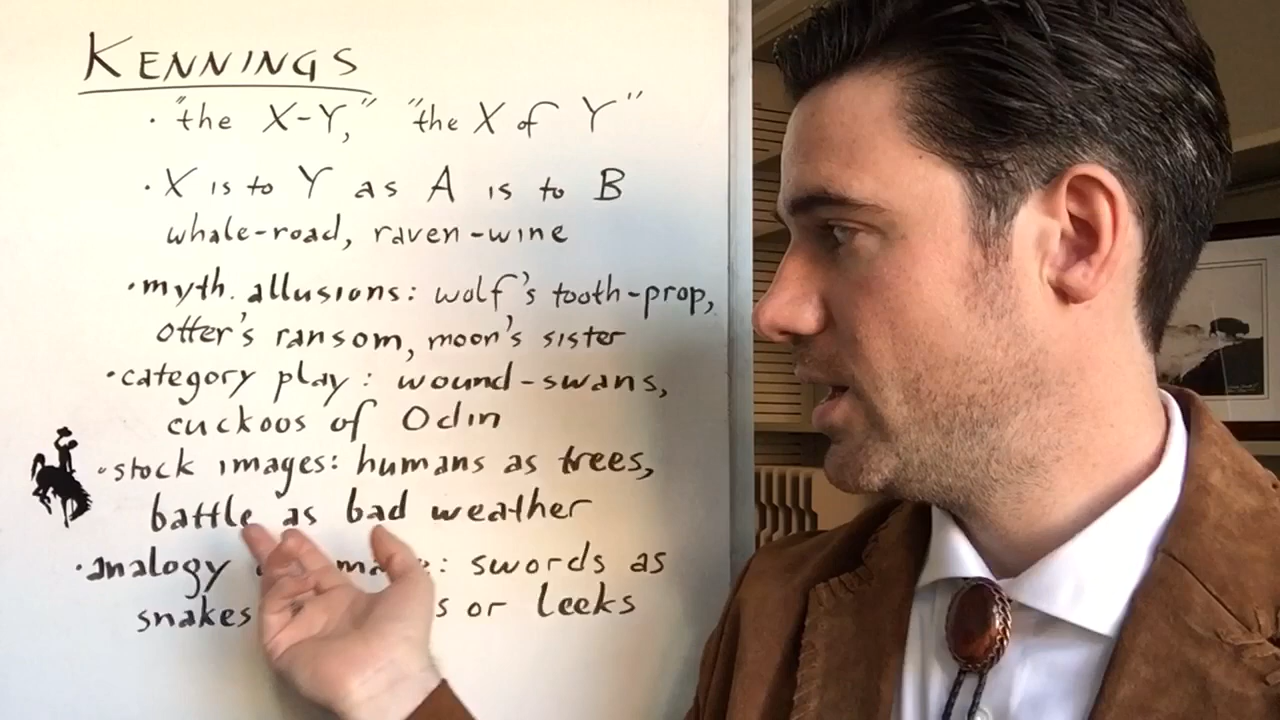 KENNINGS
· "the X-Y," "the X of Y"
· X is to Y as A is to B
whale-road, raven-wine
· myth. allusions: wolf's tooth-prop,
otter's ransom, moon's sister
· category play: wound-swans,
cuckoos of Odin
· stock images: humans as trees,
battle as bad weather
· analogy : swords as
snakes or leeks